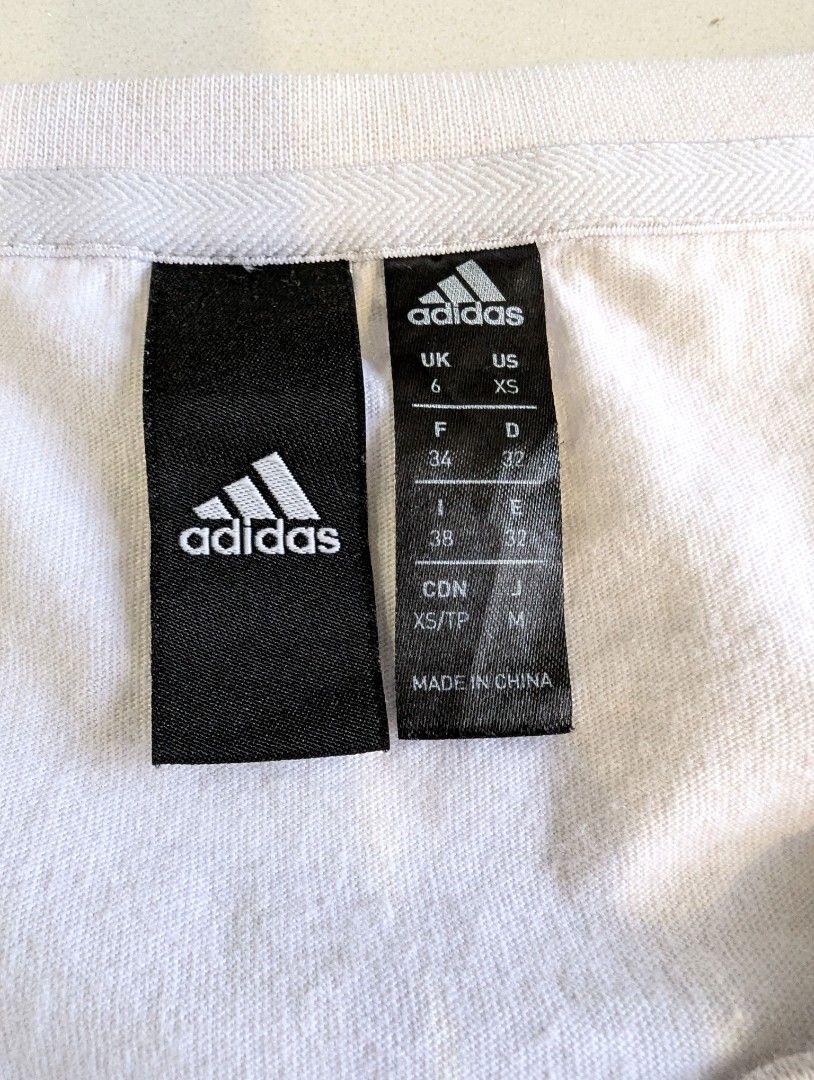 adidas
adidas
UK US
6 XS
F D
34 32
I E
38 32
CDN J
XS/TP M
MADE IN CHINA